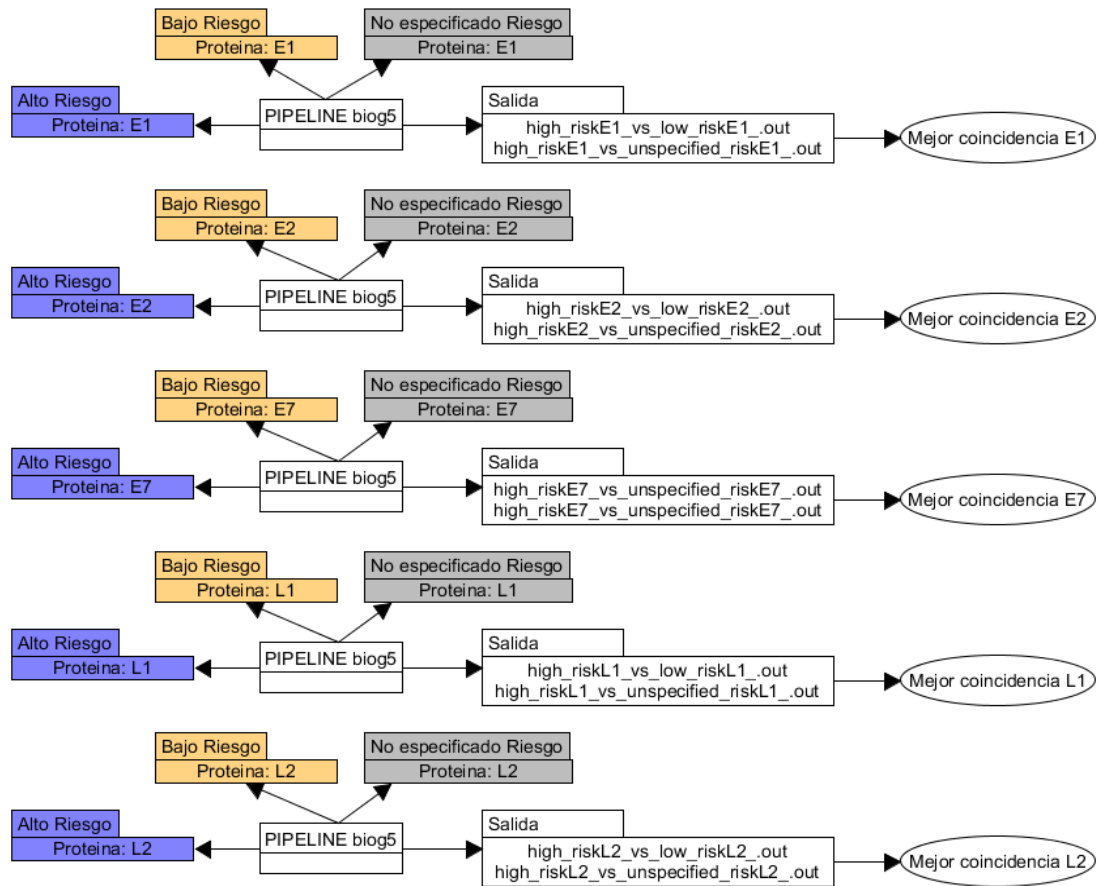 Bajo Riesgo
Proteina: E1
No especificado Riesgo
Proteina: E1
Alto Riesgo
Proteina: E1
PIPELINE biog5
Salida
high_riskE1_vs_low_riskE1_.out
high_riskE1_vs_unspecified_riskE1_.out
Mejor coincidencia E1
Bajo Riesgo
Proteina: E2
No especificado Riesgo
Proteina: E2
Alto Riesgo
Proteina: E2
PIPELINE biog5
Salida
high_riskE2_vs_low_riskE2_.out
high_riskE2_vs_unspecified_riskE2_.out
Mejor coincidencia E2
Bajo Riesgo
Proteina: E7
No especificado Riesgo
Proteina: E7
Alto Riesgo
Proteina: E7
PIPELINE biog5
Salida
high_riskE7_vs_unspecified_riskE7_.out
high_riskE7_vs_unspecified_riskE7_.out
Mejor coincidencia E7
Bajo Riesgo
Proteina: L1
No especificado Riesgo
Proteina: L1
Alto Riesgo
Proteina: L1
PIPELINE biog5
Salida
high_riskL1_vs_low_riskL1_.out
high_riskL1_vs_unspecified_riskL1_.out
Mejor coincidencia L1
Bajo Riesgo
Proteina: L2
No especificado Riesgo
Proteina: L2
Alto Riesgo
Proteina: L2
PIPELINE biog5
Salida
high_riskL2_vs_low_riskL2_.out
high_riskL2_vs_unspecified_riskL2_.out
Mejor coincidencia L2